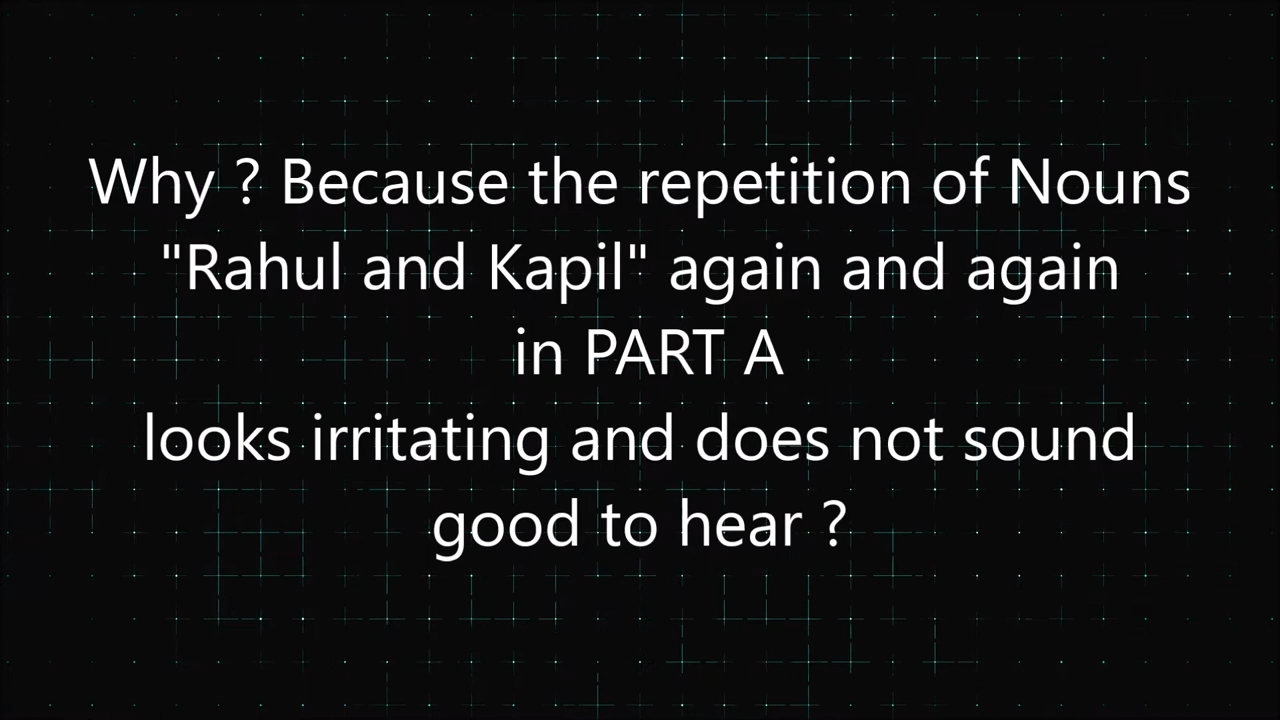 Why ? Because the repetition of Nouns
"Rahul and Kapil" again and again
in PART A
looks irritating and does not sound
good to hear ?